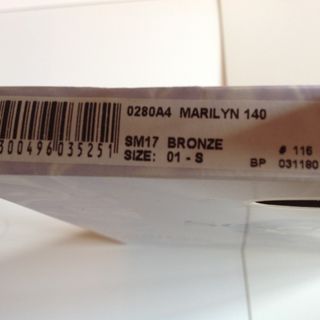 0280A4 MARILYN 140
300496035251
SM17 BRONZE
SIZE: 01 - S
# 116
BP 031180